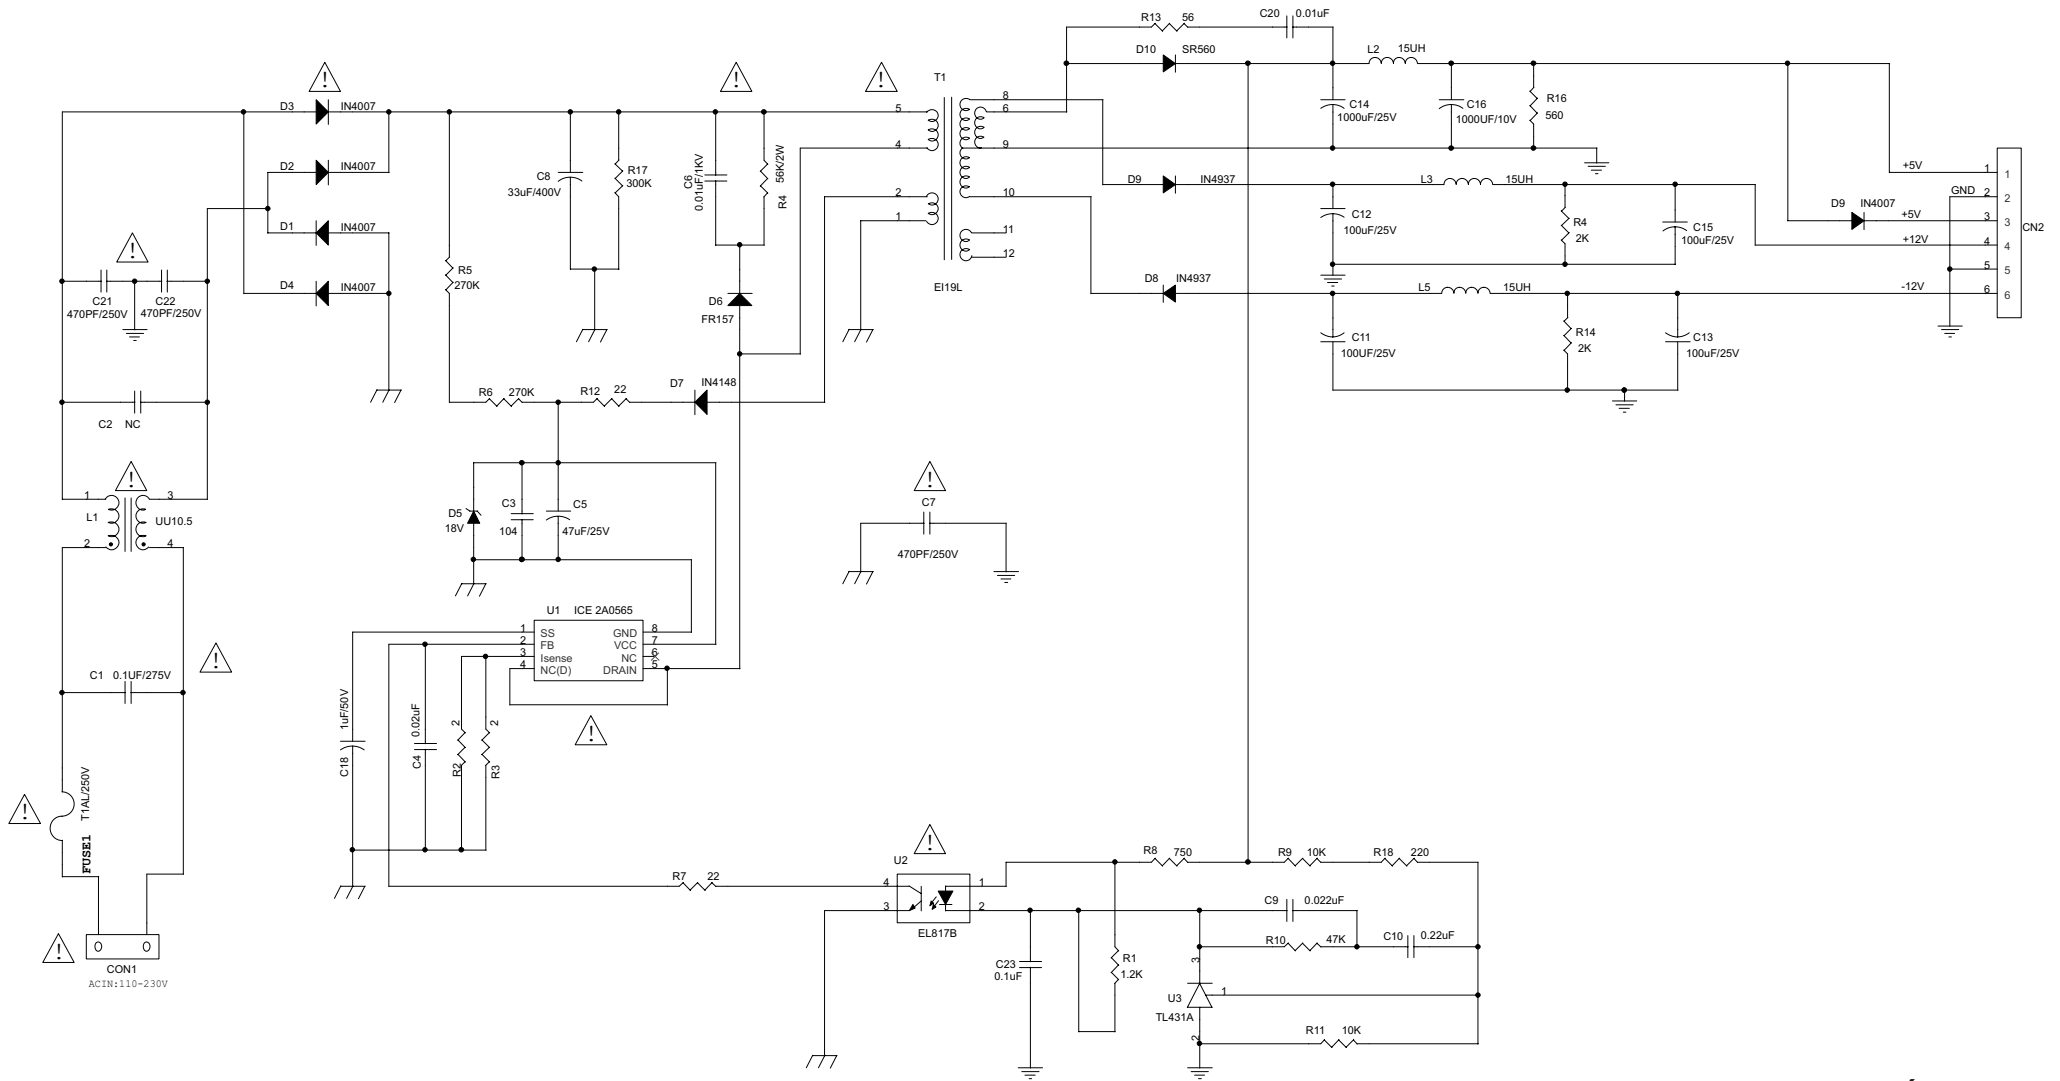 R13 56
C20 0.01uF
D10 SR560
L2 15UH
T1
D3 IN4007
5
8
6
C14
1000uF/25V
C16
1000UF/10V
R16
560
4
9
D2 IN4007
C8
33uF/400V
R17
300K
C6
0.01uF/1KV
56K/2W
R4
2
10
D9 IN4937
L3 15UH
+5V
1
1
GND
2
2
D1 IN4007
1
11
12
C12
100uF/25V
R4
2K
C15
100uF/25V
D9 IN4007
+5V
3
3
CN2
+12V
4
4
5
5
C21
470PF/250V
C22
470PF/250V
D4 IN4007
R5
270K
D6
FR157
EI19L
D8 IN4937
L5 15UH
-12V
6
6
C11
100UF/25V
R14
2K
C13
100uF/25V
R6 270K
R12 22
D7 IN4148
C2 NC
1
3
L1
UU10.5
2
4
D5
18V
C3
104
C5
47uF/25V
C7
470PF/250V
U1 ICE 2A0565
1 SS GND 8
2 FB VCC 7
3 Isense NC 6
4 NC(D) DRAIN 5
C1 0.1UF/275V
1uF/50V
C18
0.02uF
C4
2
R2
2
R3
T1AL/250V
FUSE1
CON1
ACIN:110-230V
R7 22
U2
4
1
3
2
EL817B
R8 750
R9 10K
R18 220
C9 0.022uF
R10 47K
C10 0.22uF
C23
0.1uF
R1
1.2K
3
U3
1
TL431A
2
R11 10K